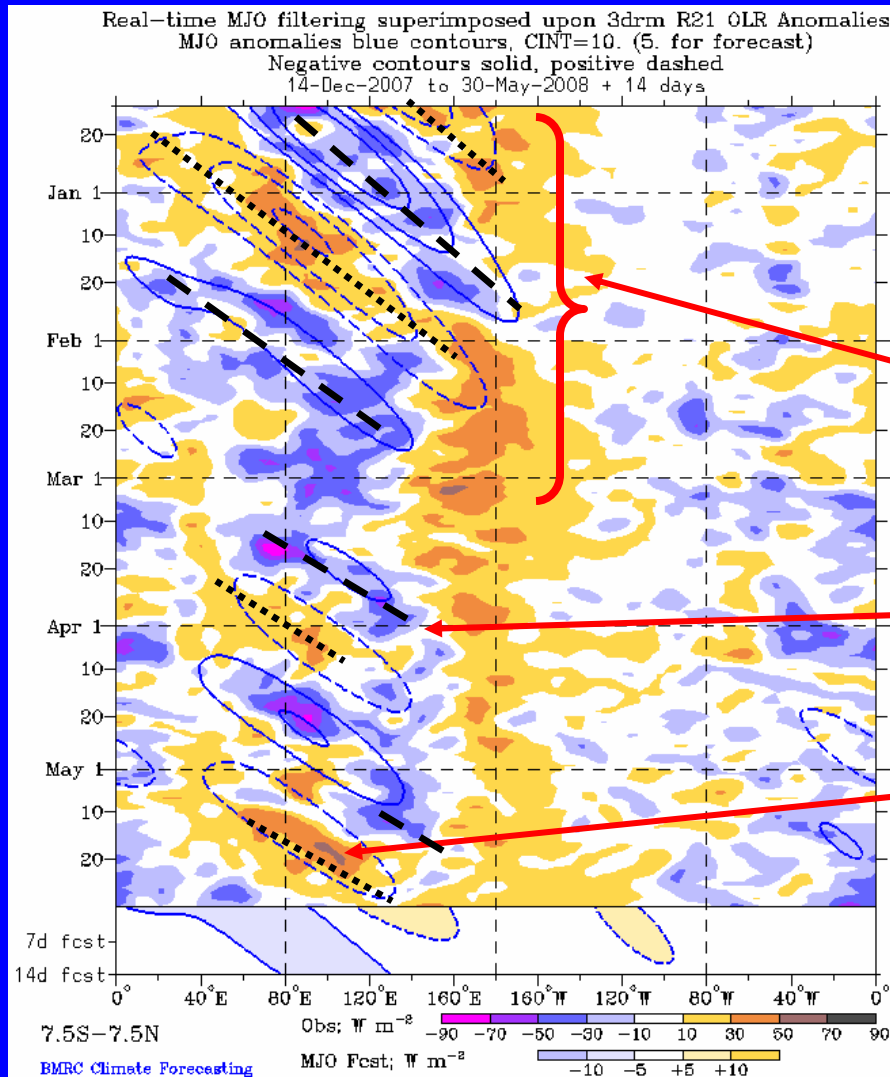 Real-time MJO filtering superimposed upon 3drm R21 OLR Anomalies
MJO anomalies blue contours, CINT=10. (5. for forecast)
Negative contours solid, positive dashed
14-Dec-2007 to 30-May-2008 + 14 days
20
Jan 1
10
20
Feb 1
10
20
Mar 1
10
20
Apr 1
10
20
May 1
10
20
7d fcst
14d fcst
0° 40°E 80°E 120°E 160°E 160°W 120°W 80°W 40°W 0°
7.5S-7.5N
Obs; W m⁻²
-90 -70 -50 -30 -10 10 30 50 70 90
BMRC Climate Forecasting
MJO Fcst; W m⁻²
-10 -5 +5 +10